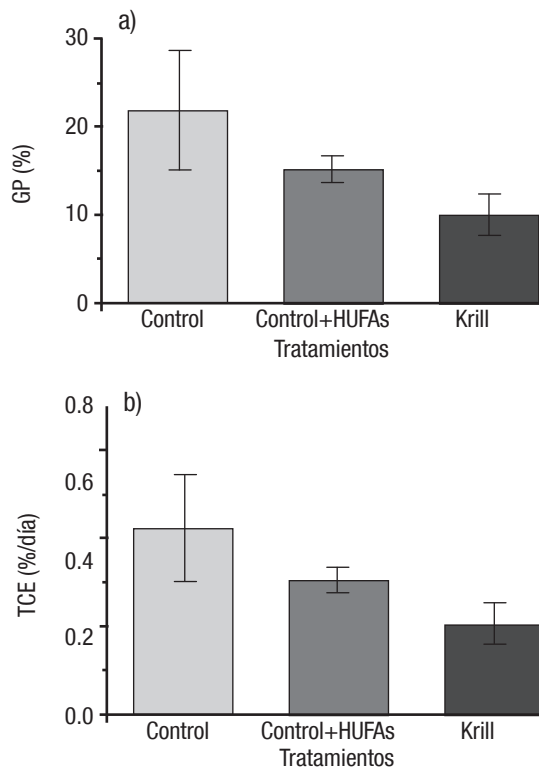 a)
30
20
10
0
GP (%)
Control Control+HUFAs Krill
Tratamientos
b)
0.8
0.6
0.4
0.2
0.0
TCE (%/día)
Control Control+HUFAs Krill
Tratamientos